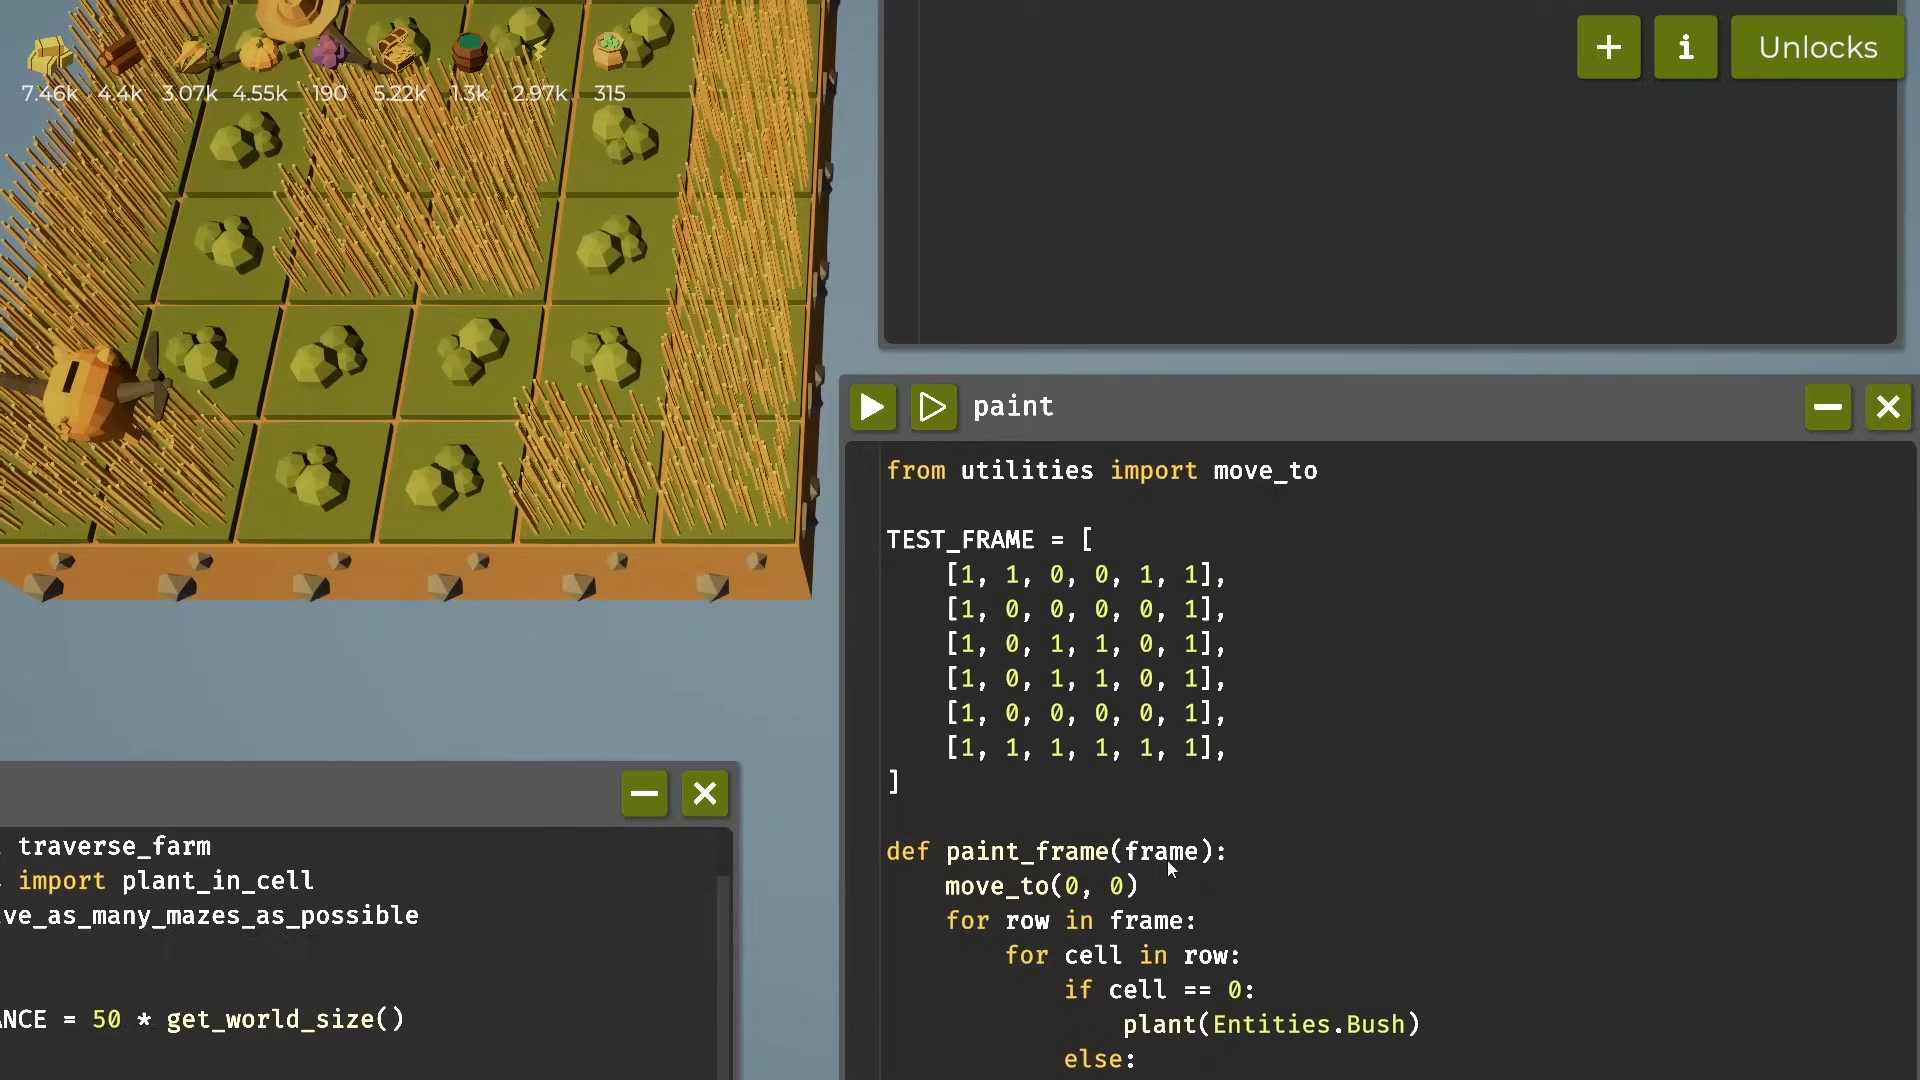 7.46k 4.4k 3.07k 4.55k 190 5.22k 1.3k 2.97k 315
+ i Unlocks
paint
from utilities import move_to
TEST_FRAME = [
[1, 1, 0, 0, 1, 1],
[1, 0, 0, 0, 0, 1],
[1, 0, 1, 1, 0, 1],
[1, 0, 1, 1, 0, 1],
[1, 0, 0, 0, 0, 1],
[1, 1, 1, 1, 1, 1],
]
def paint_frame(frame):
move_to(0, 0)
for row in frame:
for cell in row:
if cell == 0:
plant(Entities.Bush)
else:
traverse_farm
import plant_in_cell
ve_as_many_mazes_as_possible
ANCE = 50 * get_world_size()